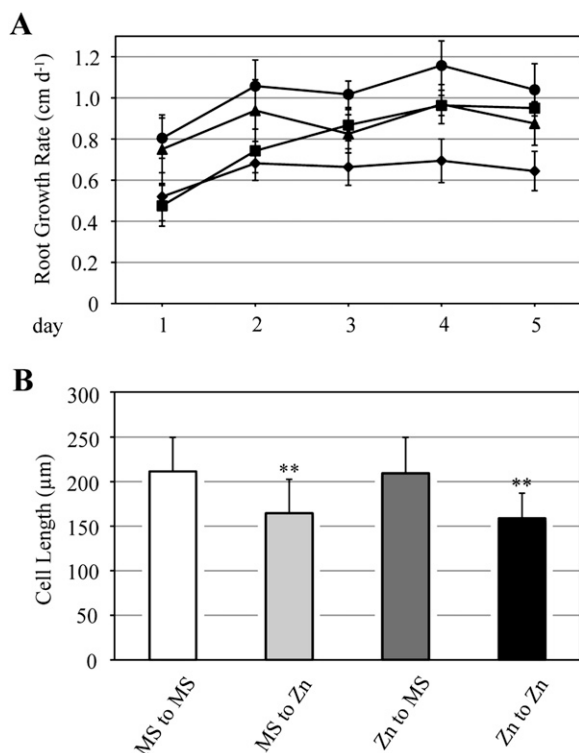 A
Root Growth Rate (cm d-1)
1.2
1.0
0.8
0.6
0.4
0.2
0
day 1 2 3 4 5
B
Cell Length (µm)
300
250
200
150
100
50
0
**
**
MS to MS
MS to Zn
Zn to MS
Zn to Zn